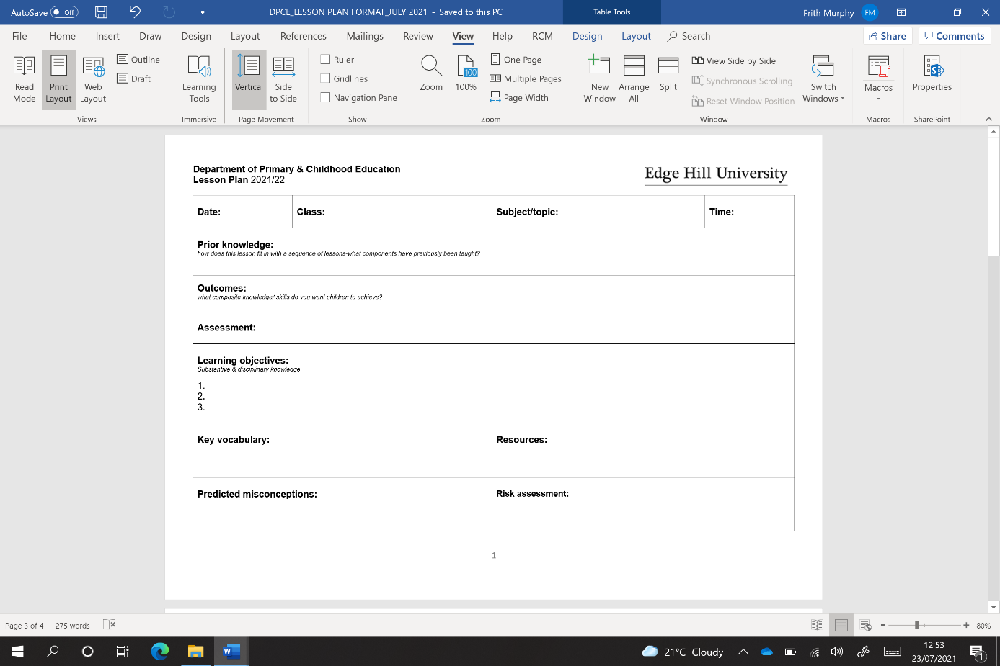 AutoSave Off DPCE_LESSON PLAN FORMAT_JULY 2021 - Saved to this PC Table Tools Frith Murphy FM
File Home Insert Draw Design Layout References Mailings Review View Help RCM Design Layout Search Share Comments
Read Mode
Print Layout
Web Layout
Outline
Draft
Views
Learning Tools
Immersive
Vertical
Side to Side
Page Movement
Ruler
Gridlines
Navigation Pane
Show
Zoom
100
100%
One Page
Multiple Pages
Page Width
Zoom
New Window
Arrange All
Split
View Side by Side
Synchronous Scrolling
Reset Window Position
Switch Windows
Window
Macros
Macros
S
Properties
SharePoint
Department of Primary & Childhood Education
Lesson Plan 2021/22
Edge Hill University
Date: Class: Subject/topic: Time:
Prior knowledge:
how does this lesson fit in with a sequence of lessons-what components have previously been taught?
Outcomes:
what composite knowledge/ skills do you want children to achieve?
Assessment:
Learning objectives:
Substantive & disciplinary knowledge
1.
2.
3.
Key vocabulary: Resources:
Predicted misconceptions: Risk assessment:
1
Page 3 of 4 275 words 80%
W 21°C Cloudy 12:53
23/07/2021
1